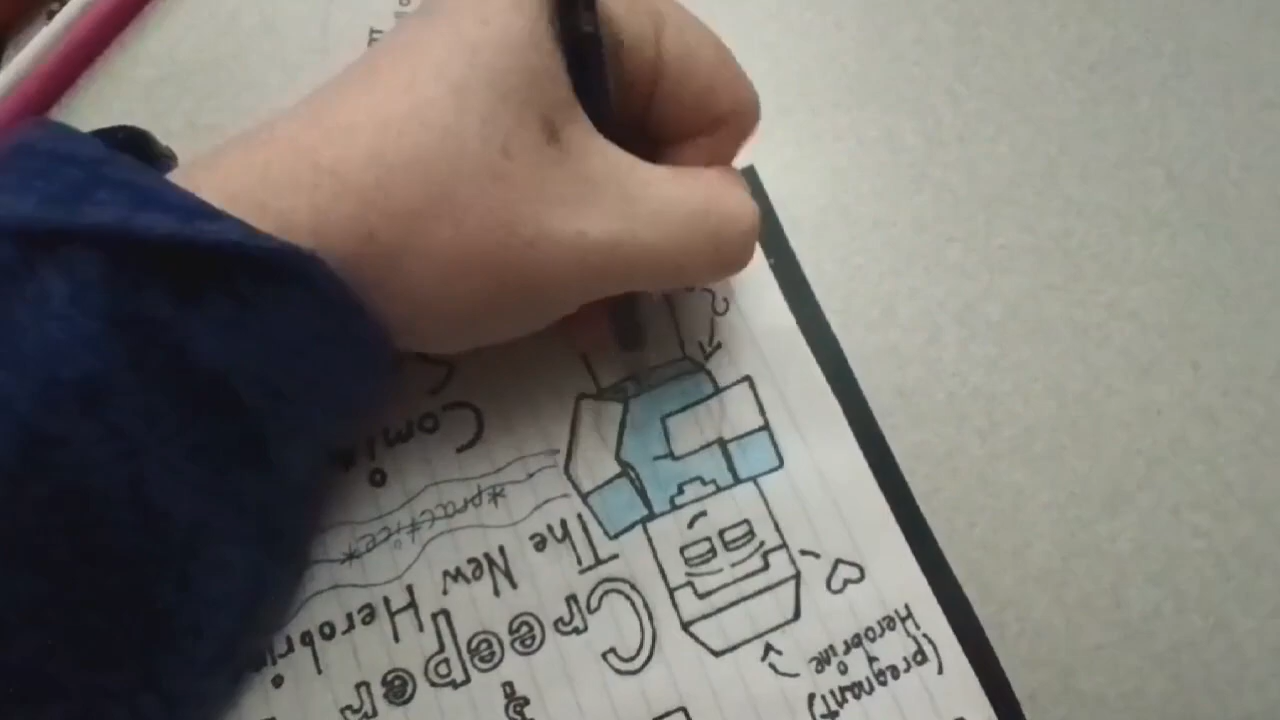 (pregnant)
Herobrine
Creeper
The New Herobri
*practice*
Comi